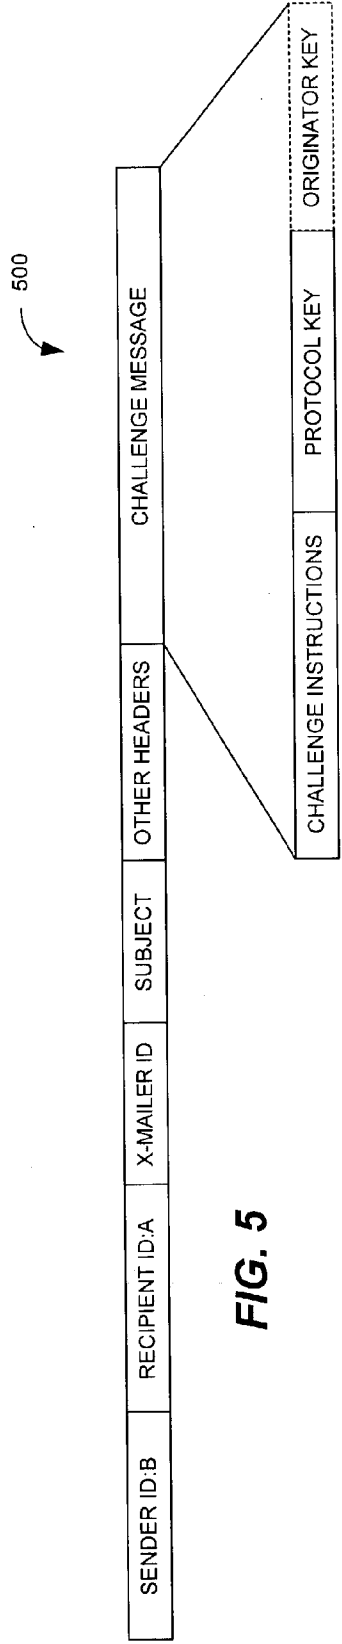 500
SENDER ID:B
RECIPIENT ID:A
X-MAILER ID
SUBJECT
OTHER HEADERS
CHALLENGE MESSAGE
CHALLENGE INSTRUCTIONS
PROTOCOL KEY
ORIGINATOR KEY
FIG. 5